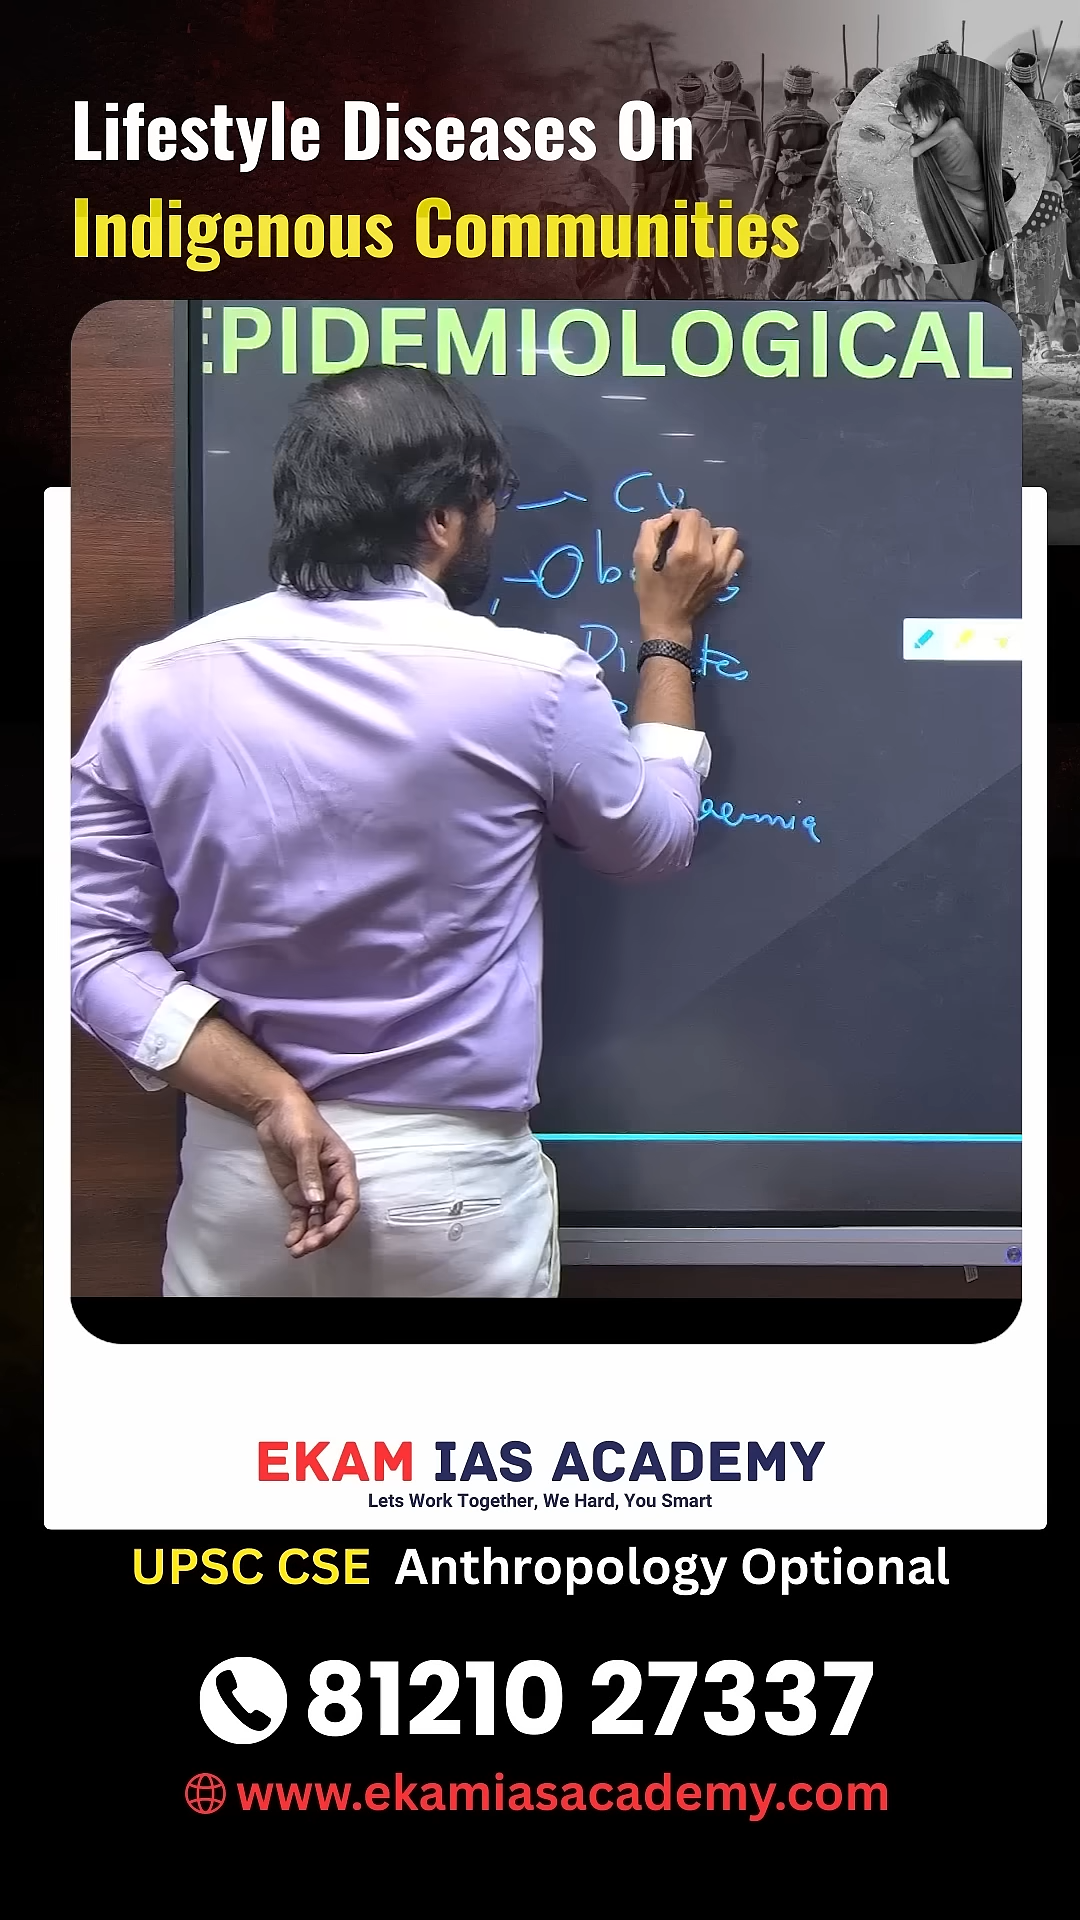 Lifestyle Diseases On
Indigenous Communities
EPIDEMIOLOGICAL
EKAM IAS ACADEMY
Lets Work Together, We Hard, You Smart
UPSC CSE Anthropology Optional
81210 27337
www.ekamiasacademy.com